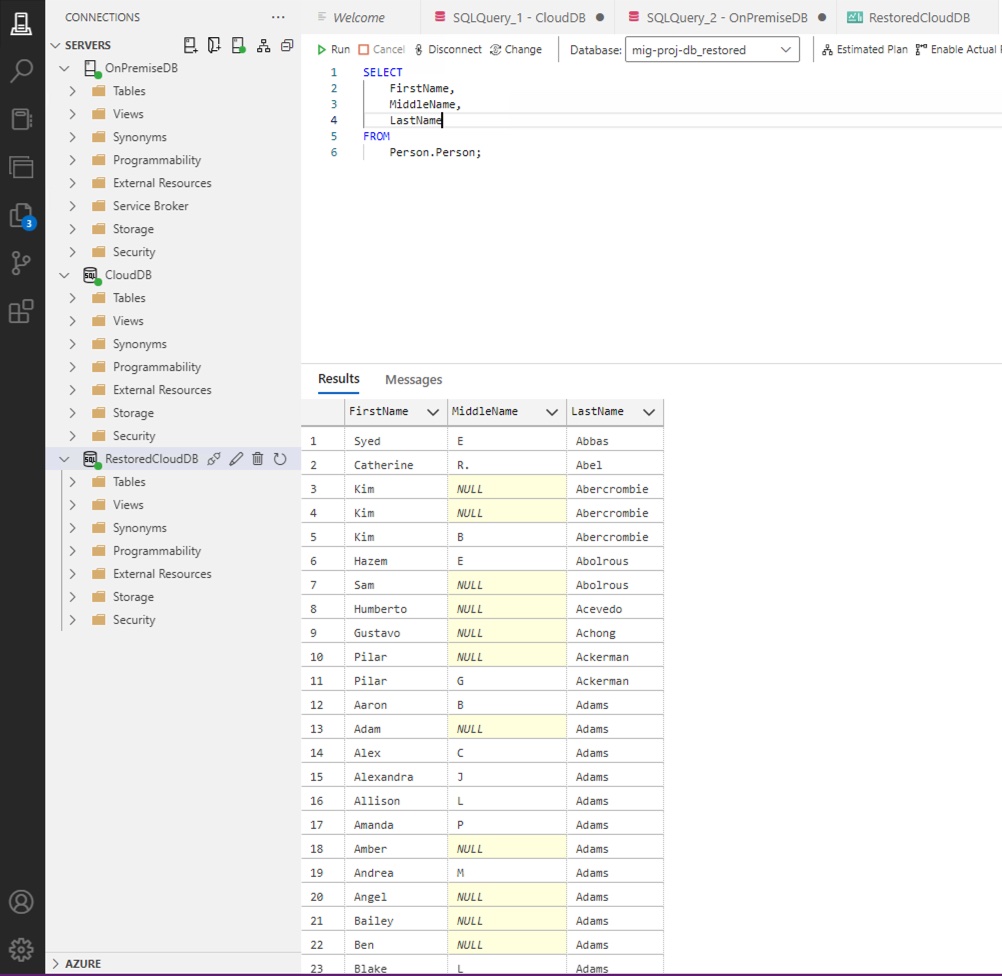 CONNECTIONS ...
SERVERS
OnPremiseDB
Tables
Views
Synonyms
Programmability
External Resources
Service Broker
Storage
Security
CloudDB
Tables
Views
Synonyms
Programmability
External Resources
Storage
Security
RestoredCloudDB
Tables
Views
Synonyms
Programmability
External Resources
Storage
Security
AZURE
3
Welcome SQLQuery_1 - CloudDB SQLQuery_2 - OnPremiseDB RestoredCloudDB
Run Cancel Disconnect Change Database: mig-proj-db_restored Estimated Plan Enable Actual
1 SELECT
2 FirstName,
3 MiddleName,
4 LastName
5 FROM
6 Person.Person;
Results Messages
FirstName MiddleName LastName
1 Syed E Abbas
2 Catherine R. Abel
3 Kim NULL Abercrombie
4 Kim NULL Abercrombie
5 Kim B Abercrombie
6 Hazem E Abolrous
7 Sam NULL Abolrous
8 Humberto NULL Acevedo
9 Gustavo NULL Achong
10 Pilar NULL Ackerman
11 Pilar G Ackerman
12 Aaron B Adams
13 Adam NULL Adams
14 Alex C Adams
15 Alexandra J Adams
16 Allison L Adams
17 Amanda P Adams
18 Amber NULL Adams
19 Andrea M Adams
20 Angel NULL Adams
21 Bailey NULL Adams
22 Ben NULL Adams
23 Blake L Adams